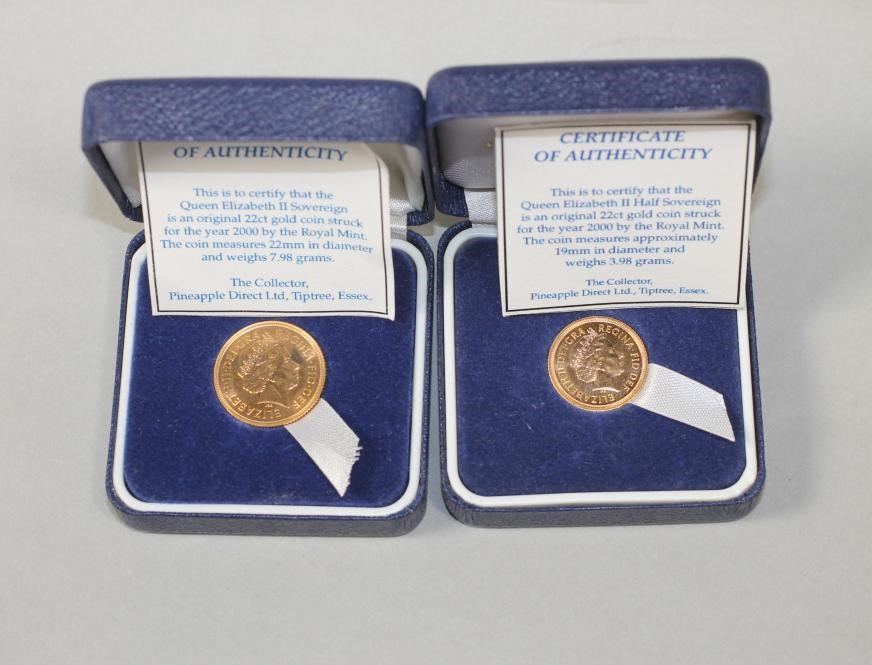 OF AUTHENTICITY
This is to certify that the
Queen Elizabeth II Sovereign
is an original 22ct gold coin struck
for the year 2000 by the Royal Mint.
The coin measures 22mm in diameter
and weighs 7.98 grams.
The Collector,
Pineapple Direct Ltd, Tiptree, Essex.
ELIZABETH·II·DEI·GRA REGINA·FID·DEF
CERTIFICATE
OF AUTHENTICITY
This is to certify that the
Queen Elizabeth II Half Sovereign
is an original 22ct gold coin struck
for the year 2000 by the Royal Mint.
The coin measures approximately
19mm in diameter and
weighs 3.98 grams.
The Collector,
Pineapple Direct Ltd., Tiptree, Essex.
ELIZABETH·II·DEI·GRA REGINA·FID·DEF